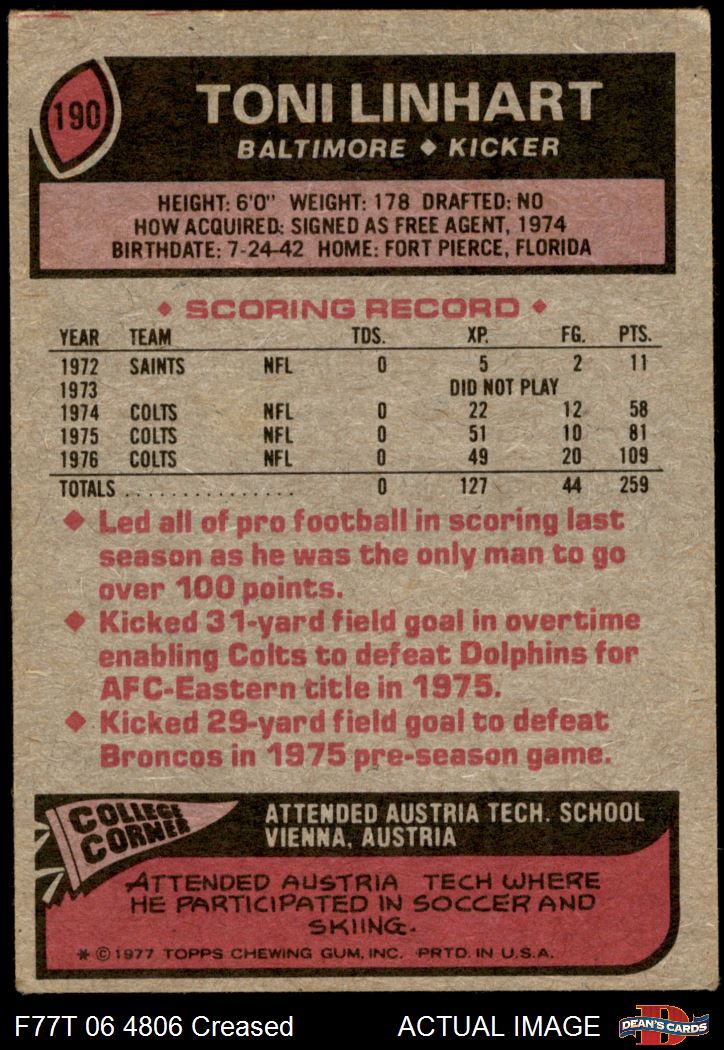 190
TONI LINHART
BALTIMORE ◆ KICKER
HEIGHT: 6'0" WEIGHT: 178 DRAFTED: NO
HOW ACQUIRED: SIGNED AS FREE AGENT, 1974
BIRTHDATE: 7-24-42 HOME: FORT PIERCE, FLORIDA
◆ SCORING RECORD ◆
YEAR TEAM TDS. XP. FG. PTS.
1972 SAINTS NFL 0 5 2 11
1973 DID NOT PLAY
1974 COLTS NFL 0 22 12 58
1975 COLTS NFL 0 51 10 81
1976 COLTS NFL 0 49 20 109
TOTALS ................ 0 127 44 259
◆ Led all of pro football in scoring last
season as he was the only man to go
over 100 points.
◆ Kicked 31-yard field goal in overtime
enabling Colts to defeat Dolphins for
AFC-Eastern title in 1975.
◆ Kicked 29-yard field goal to defeat
Broncos in 1975 pre-season game.
COLLEGE
CORNER
ATTENDED AUSTRIA TECH. SCHOOL
VIENNA, AUSTRIA
ATTENDED AUSTRIA TECH WHERE
HE PARTICIPATED IN SOCCER AND
SKIING.
* © 1977 TOPPS CHEWING GUM, INC. PRTD. IN U.S.A.
F77T 06 4806 Creased ACTUAL IMAGE
D
DEAN'S CARDS